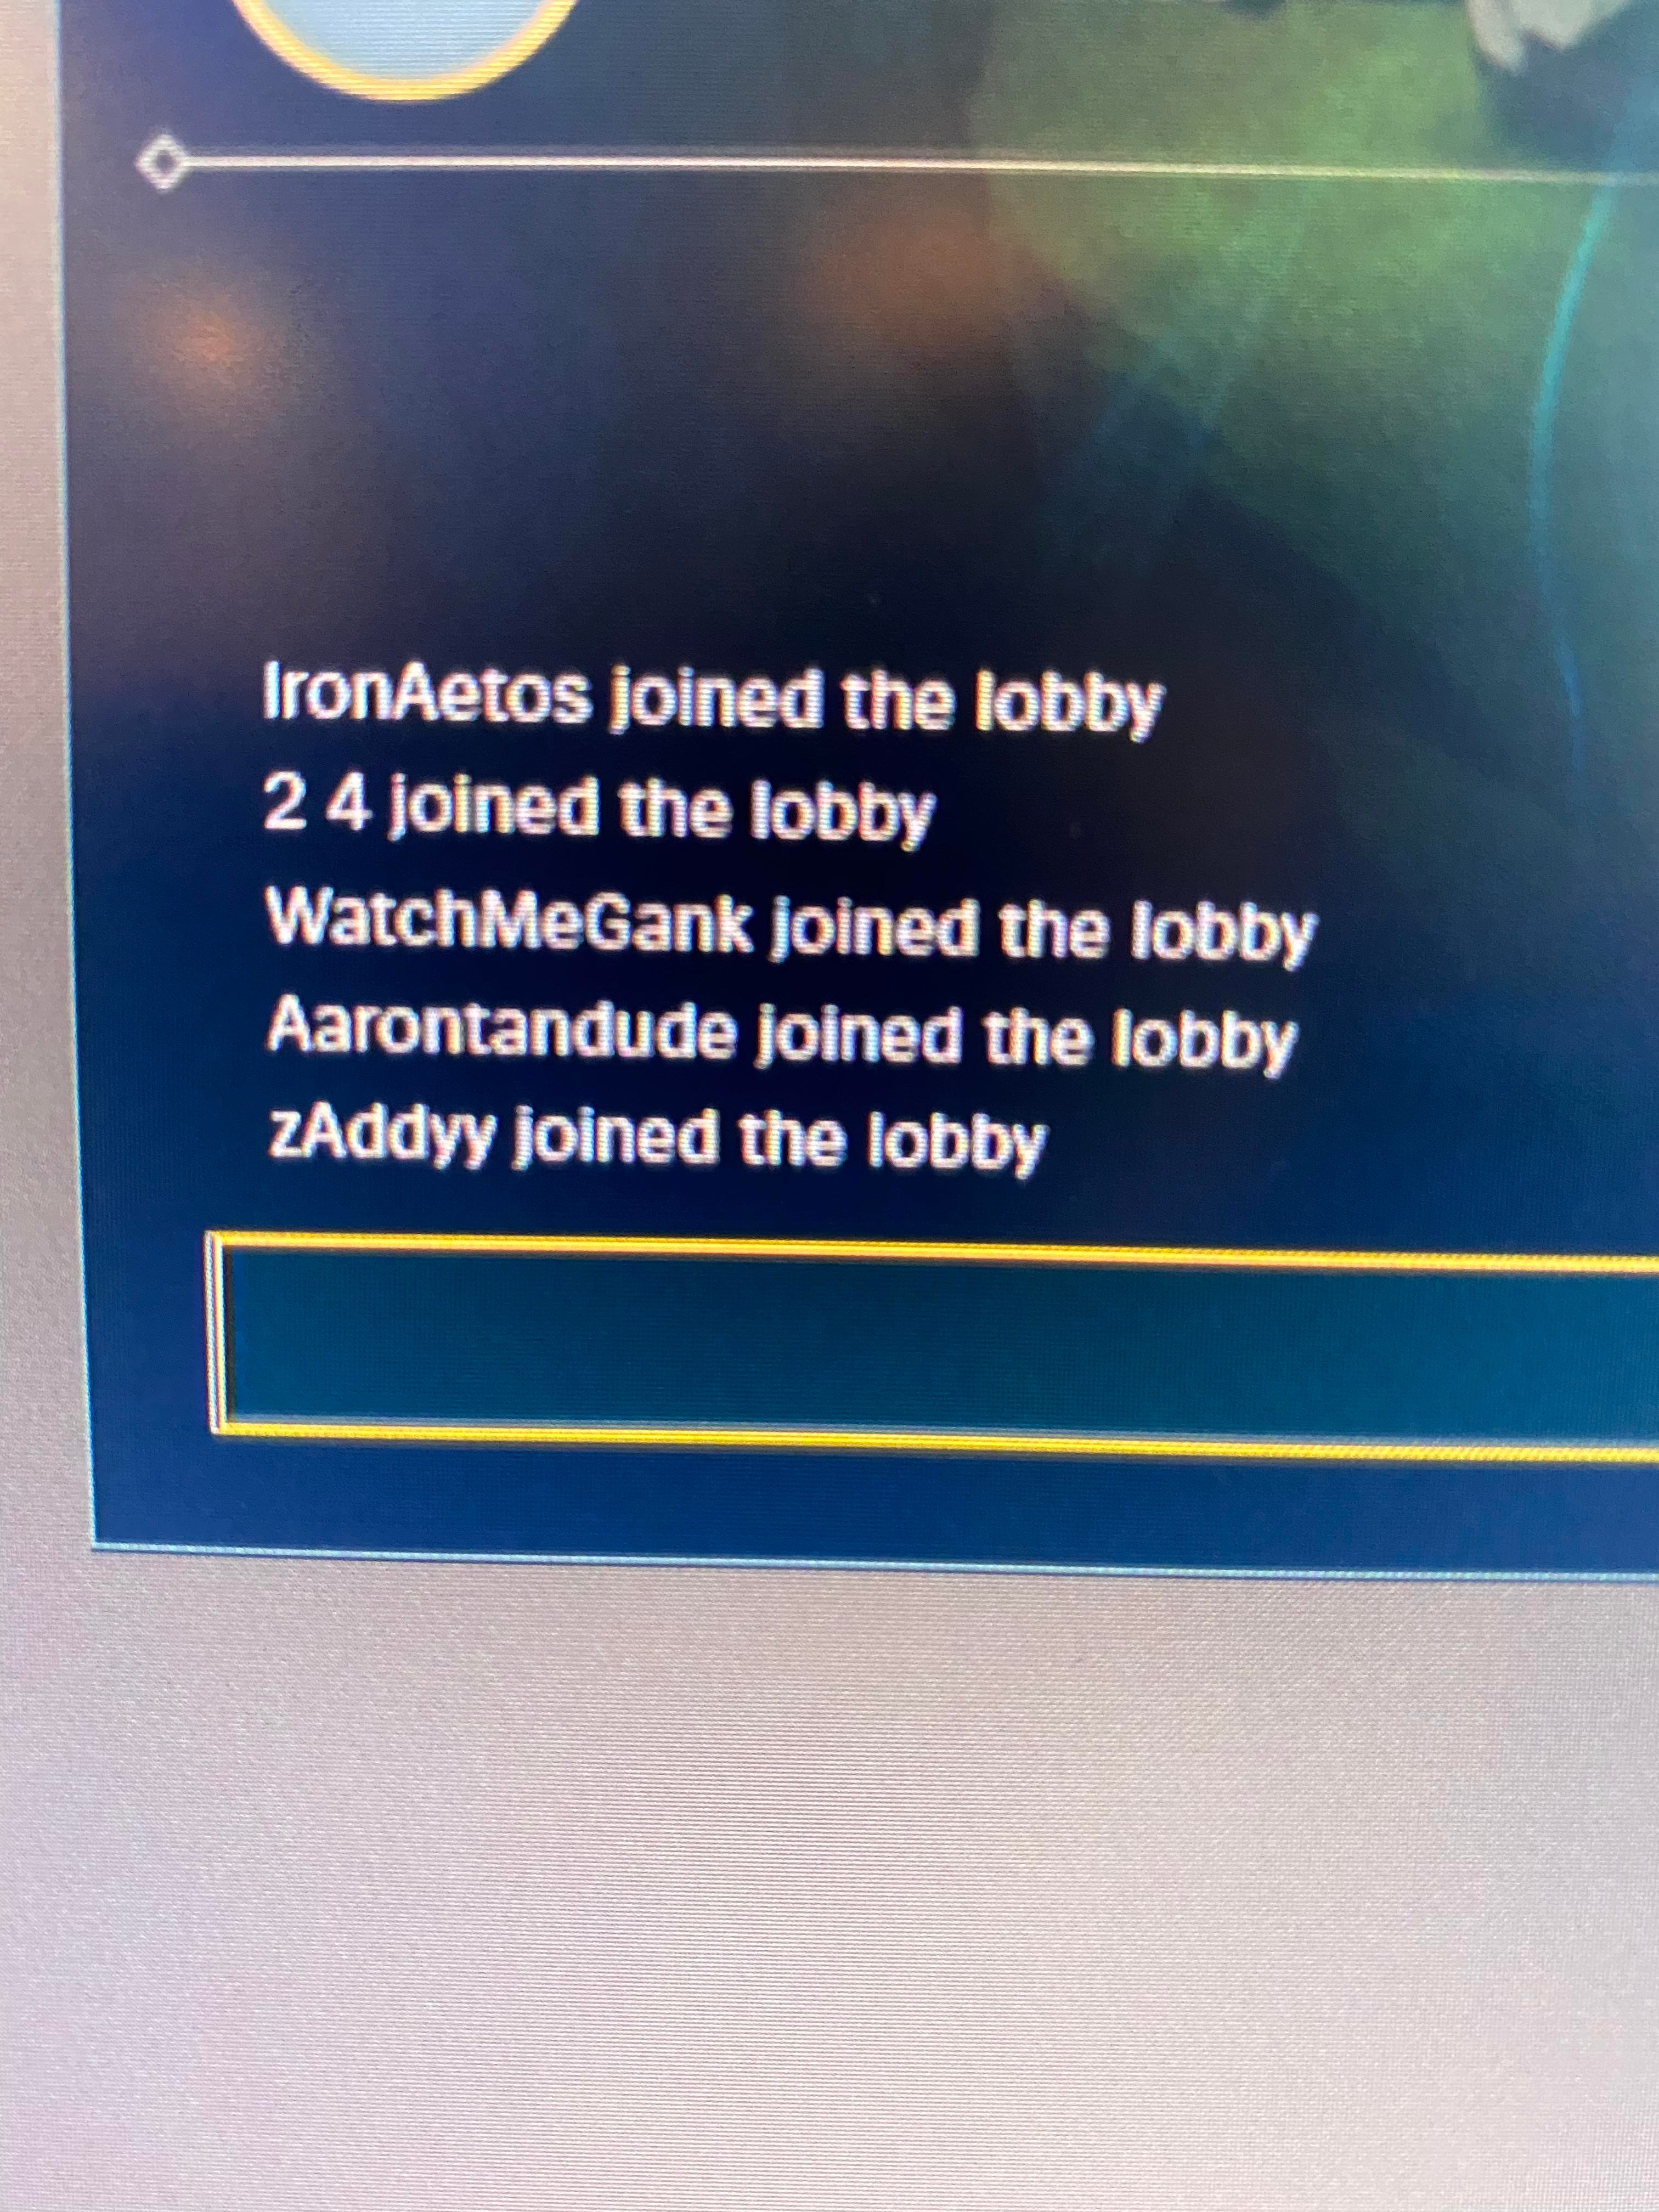 IronAetos joined the lobby
2 4 joined the lobby
WatchMeGank joined the lobby
Aarontandude joined the lobby
zAddyy joined the lobby